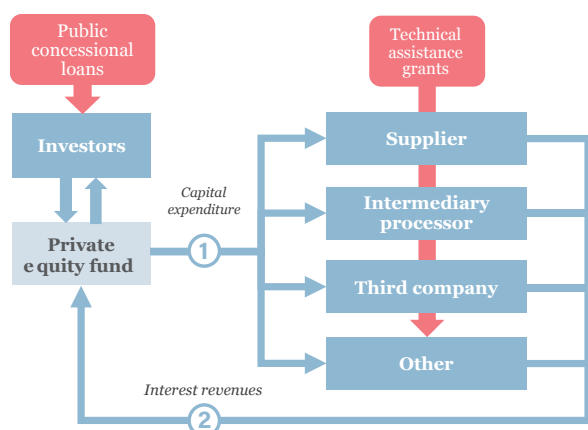 Public
concessional
loans
Technical
assistance
grants
Investors
Supplier
Capital
expenditure
Intermediary
processor
Private
equity fund
1
Third company
Other
Interest revenues
2